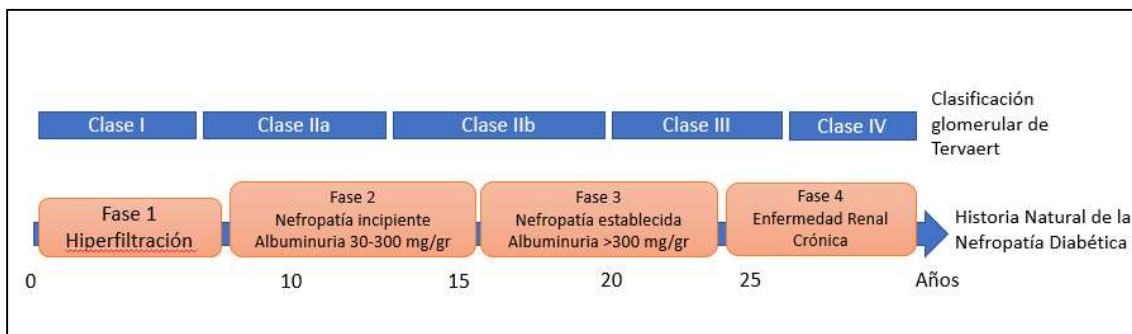 Clase I
Clase IIa
Clase IIb
Clase III
Clase IV
Clasificación
glomerular de
Tervaert
Fase 1
Hiperfiltración
Fase 2
Nefropatía incipiente
Albuminuria 30-300 mg/gr
Fase 3
Nefropatía establecida
Albuminuria >300 mg/gr
Fase 4
Enfermedad Renal
Crónica
Historia Natural de la
Nefropatía Diabética
0
10
15
20
25
Años